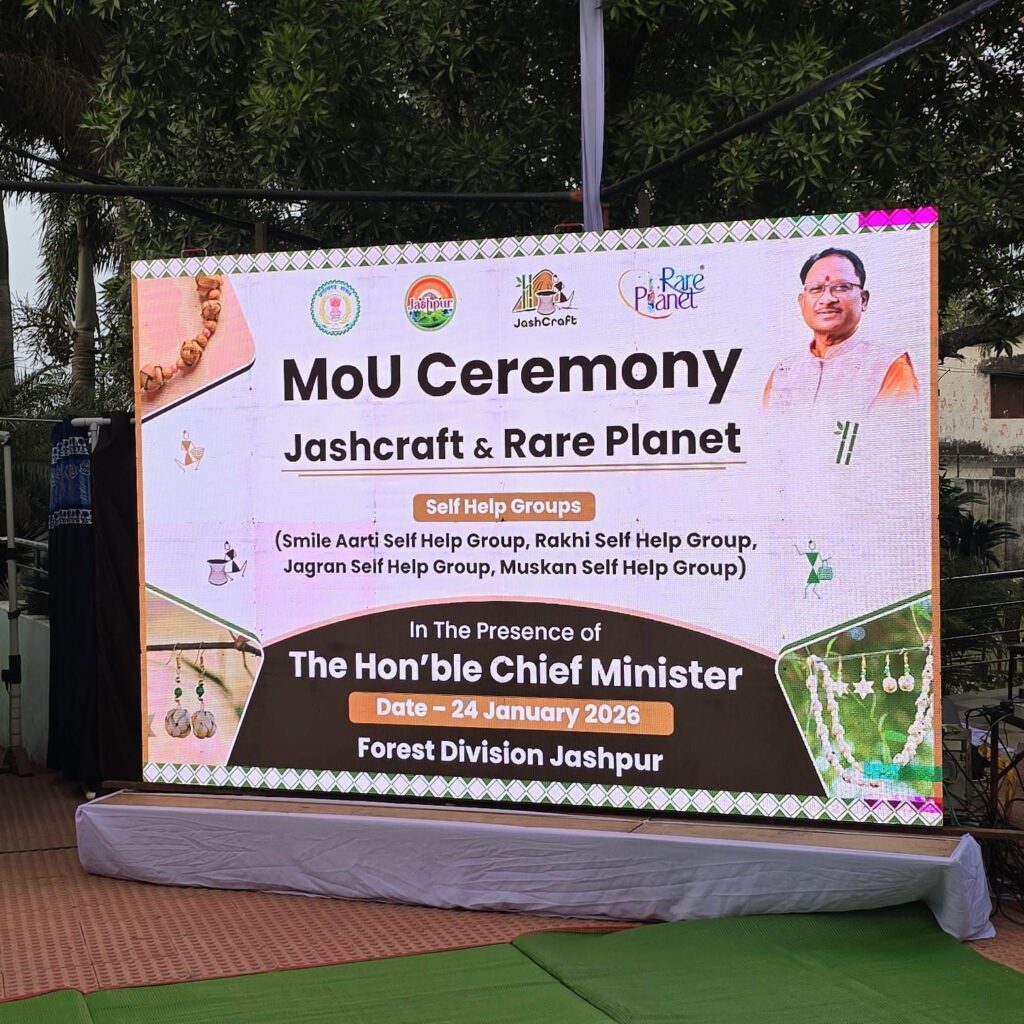 Jashpur
JashCraft
Rare
Planet
MoU Ceremony
Jashcraft & Rare Planet
Self Help Groups
(Smile Aarti Self Help Group, Rakhi Self Help Group,
Jagran Self Help Group, Muskan Self Help Group)
In The Presence of
The Hon'ble Chief Minister
Date – 24 January 2026
Forest Division Jashpur